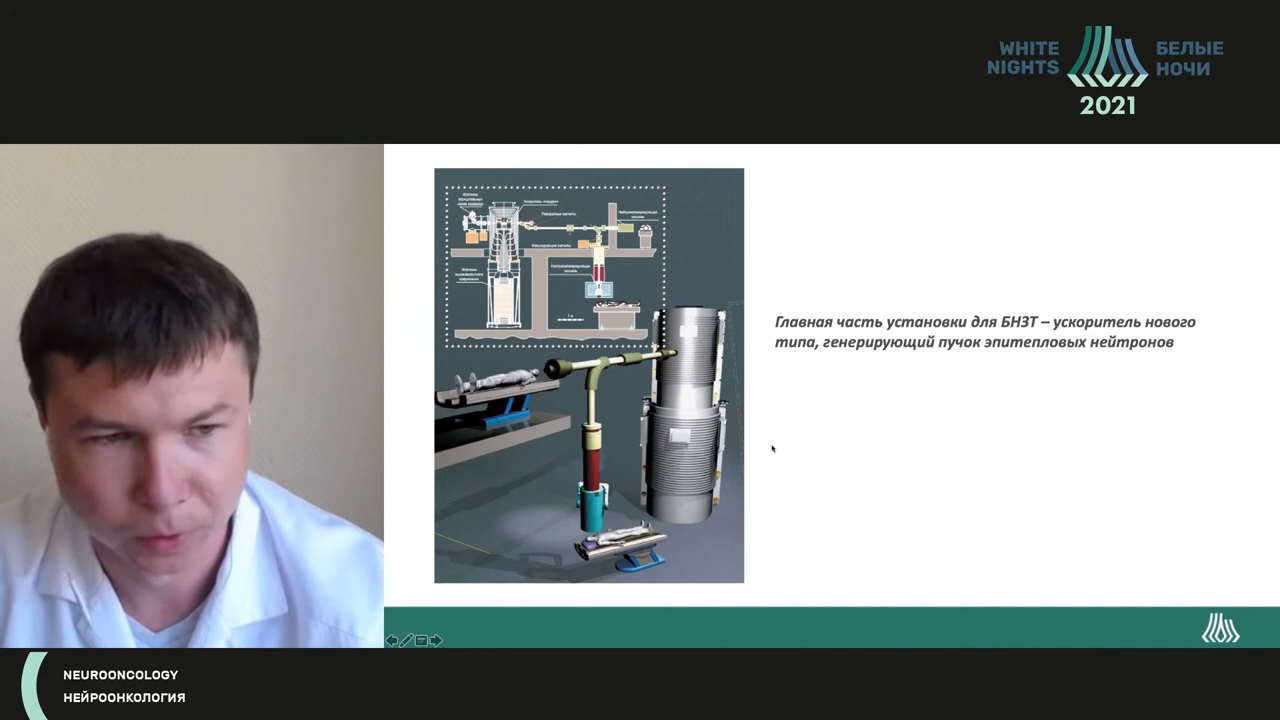 WHITE NIGHTS
БЕЛЫЕ НОЧИ
2021
Главная часть установки для БНЗТ – ускоритель нового
типа, генерирующий пучок эпитепловых нейтронов
NEUROONCOLOGY
НЕЙРООНКОЛОГИЯ